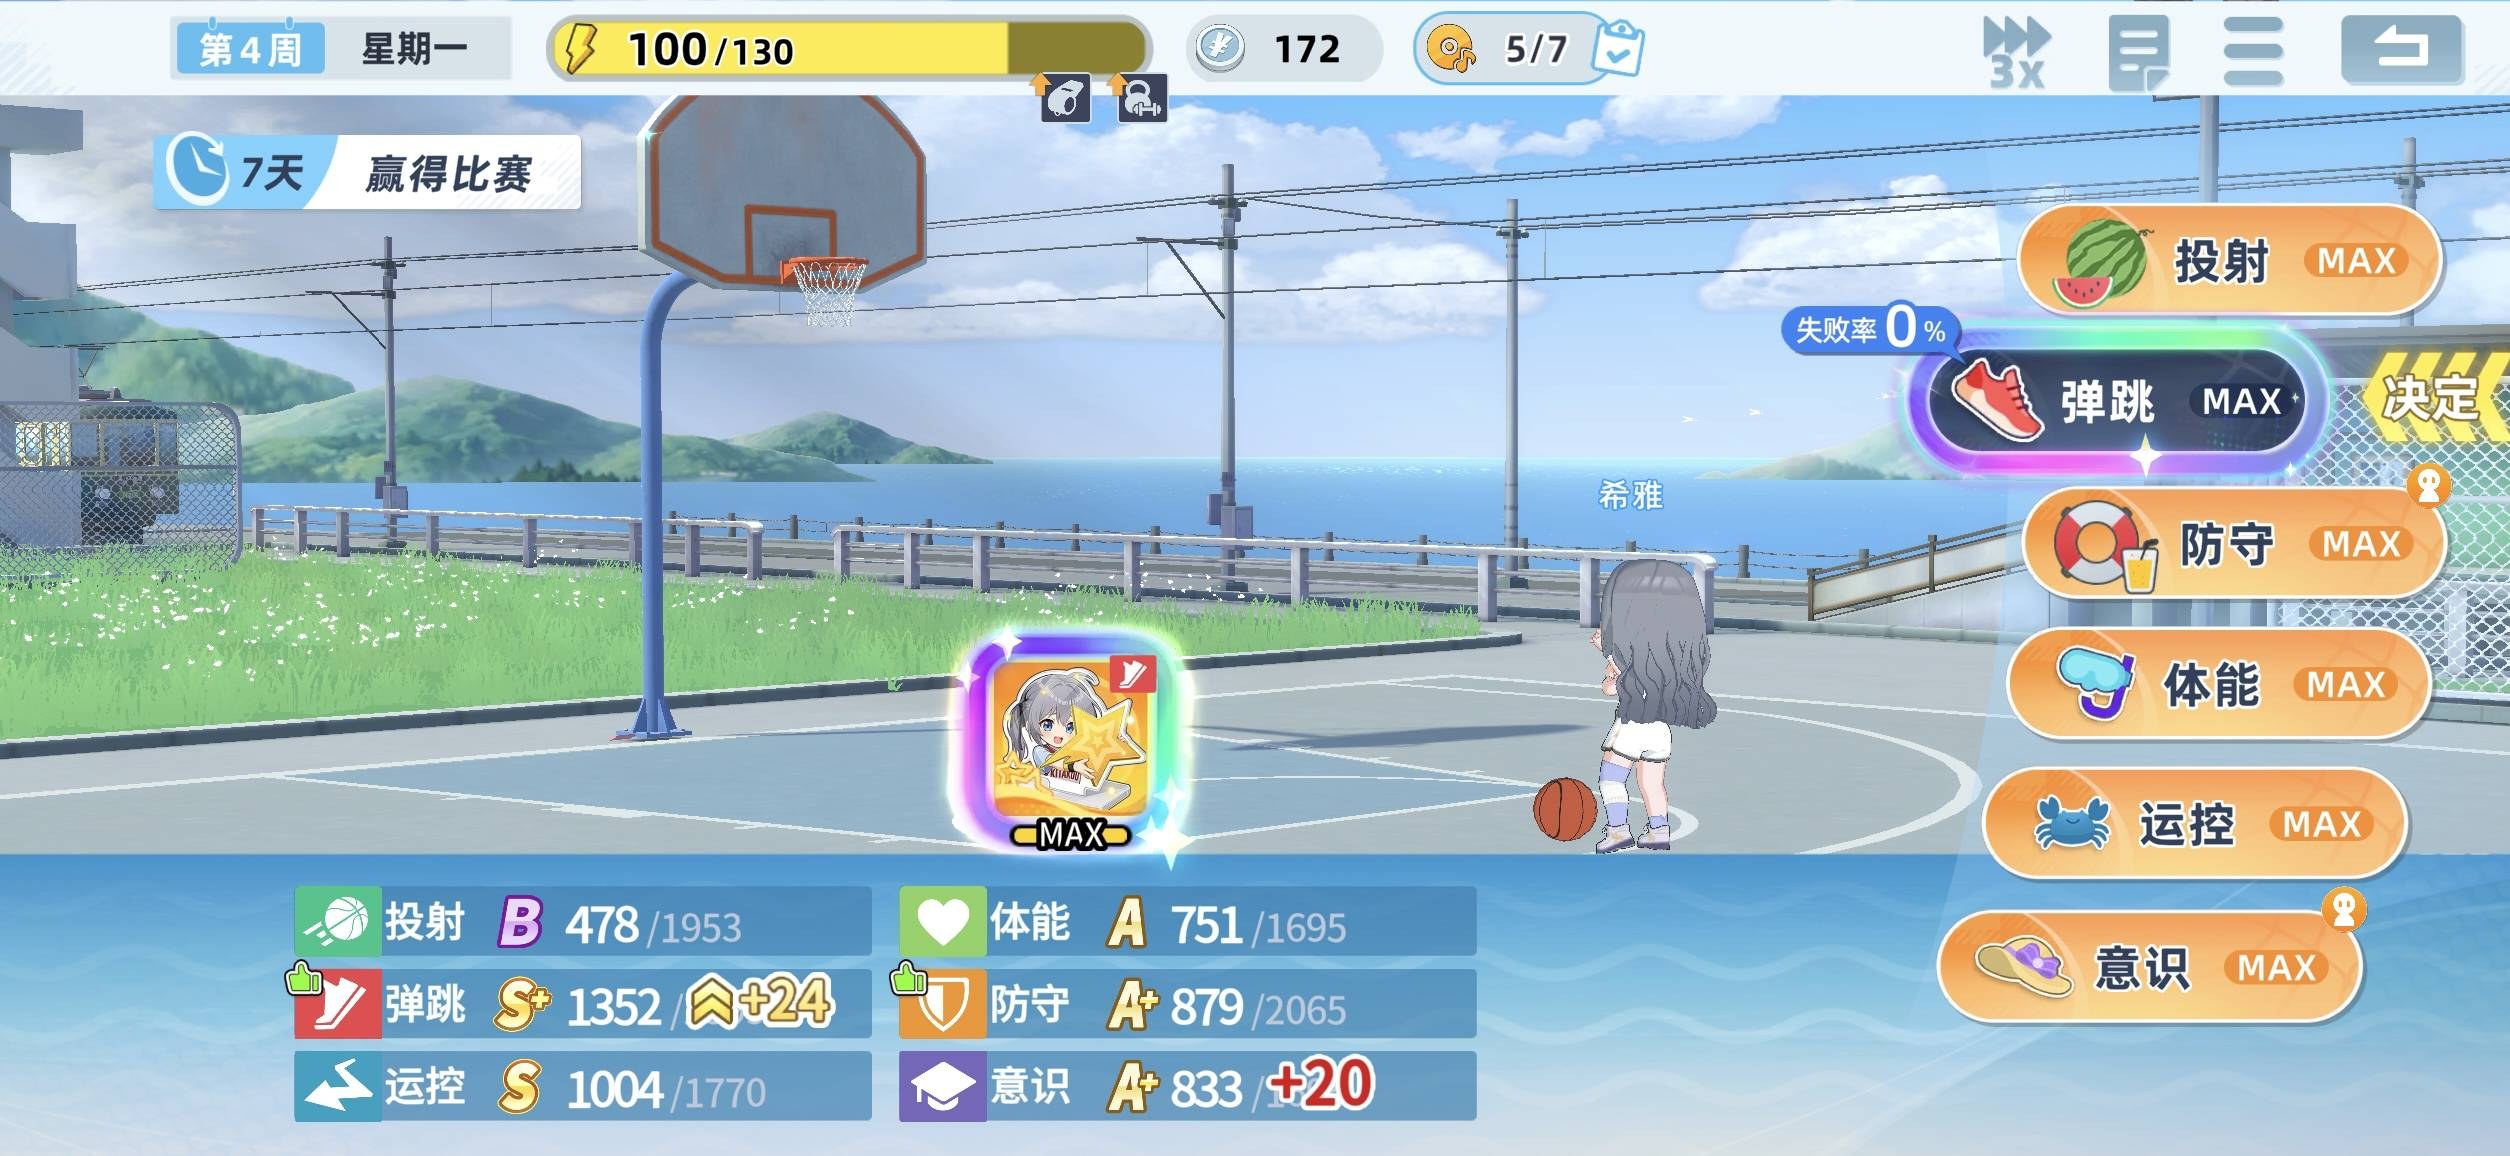 第4周 星期一 100/130 172 5/7 3x
7天 赢得比赛
投射 MAX
失败率0%
弹跳 MAX 决定
希雅
防守 MAX
体能 MAX
KITAKOU
MAX
运控 MAX
投射 B 478/1953 体能 A 751/1695
意识 MAX
弹跳 S+ 1352/ +24 防守 A+ 879/2065
运控 S 1004/1770 意识 A+ 833/ +20